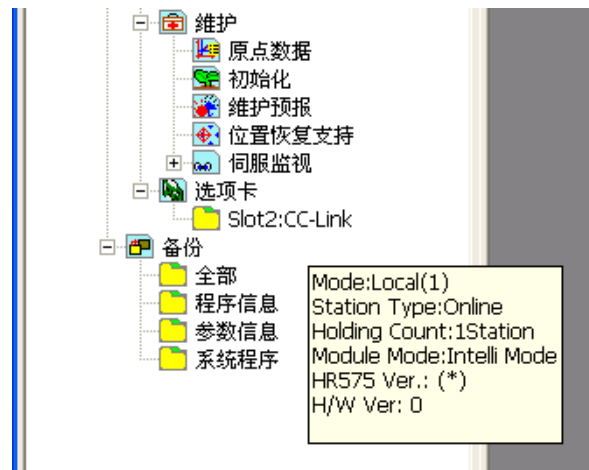 维护
原点数据
初始化
维护预报
位置恢复支持
伺服监视
选项卡
Slot2:CC-Link
备份
全部
程序信息
参数信息
系统程序
Mode:Local(1)
Station Type:Online
Holding Count:1Station
Module Mode:Intelli Mode
HR575 Ver.: (*)
H/W Ver: 0